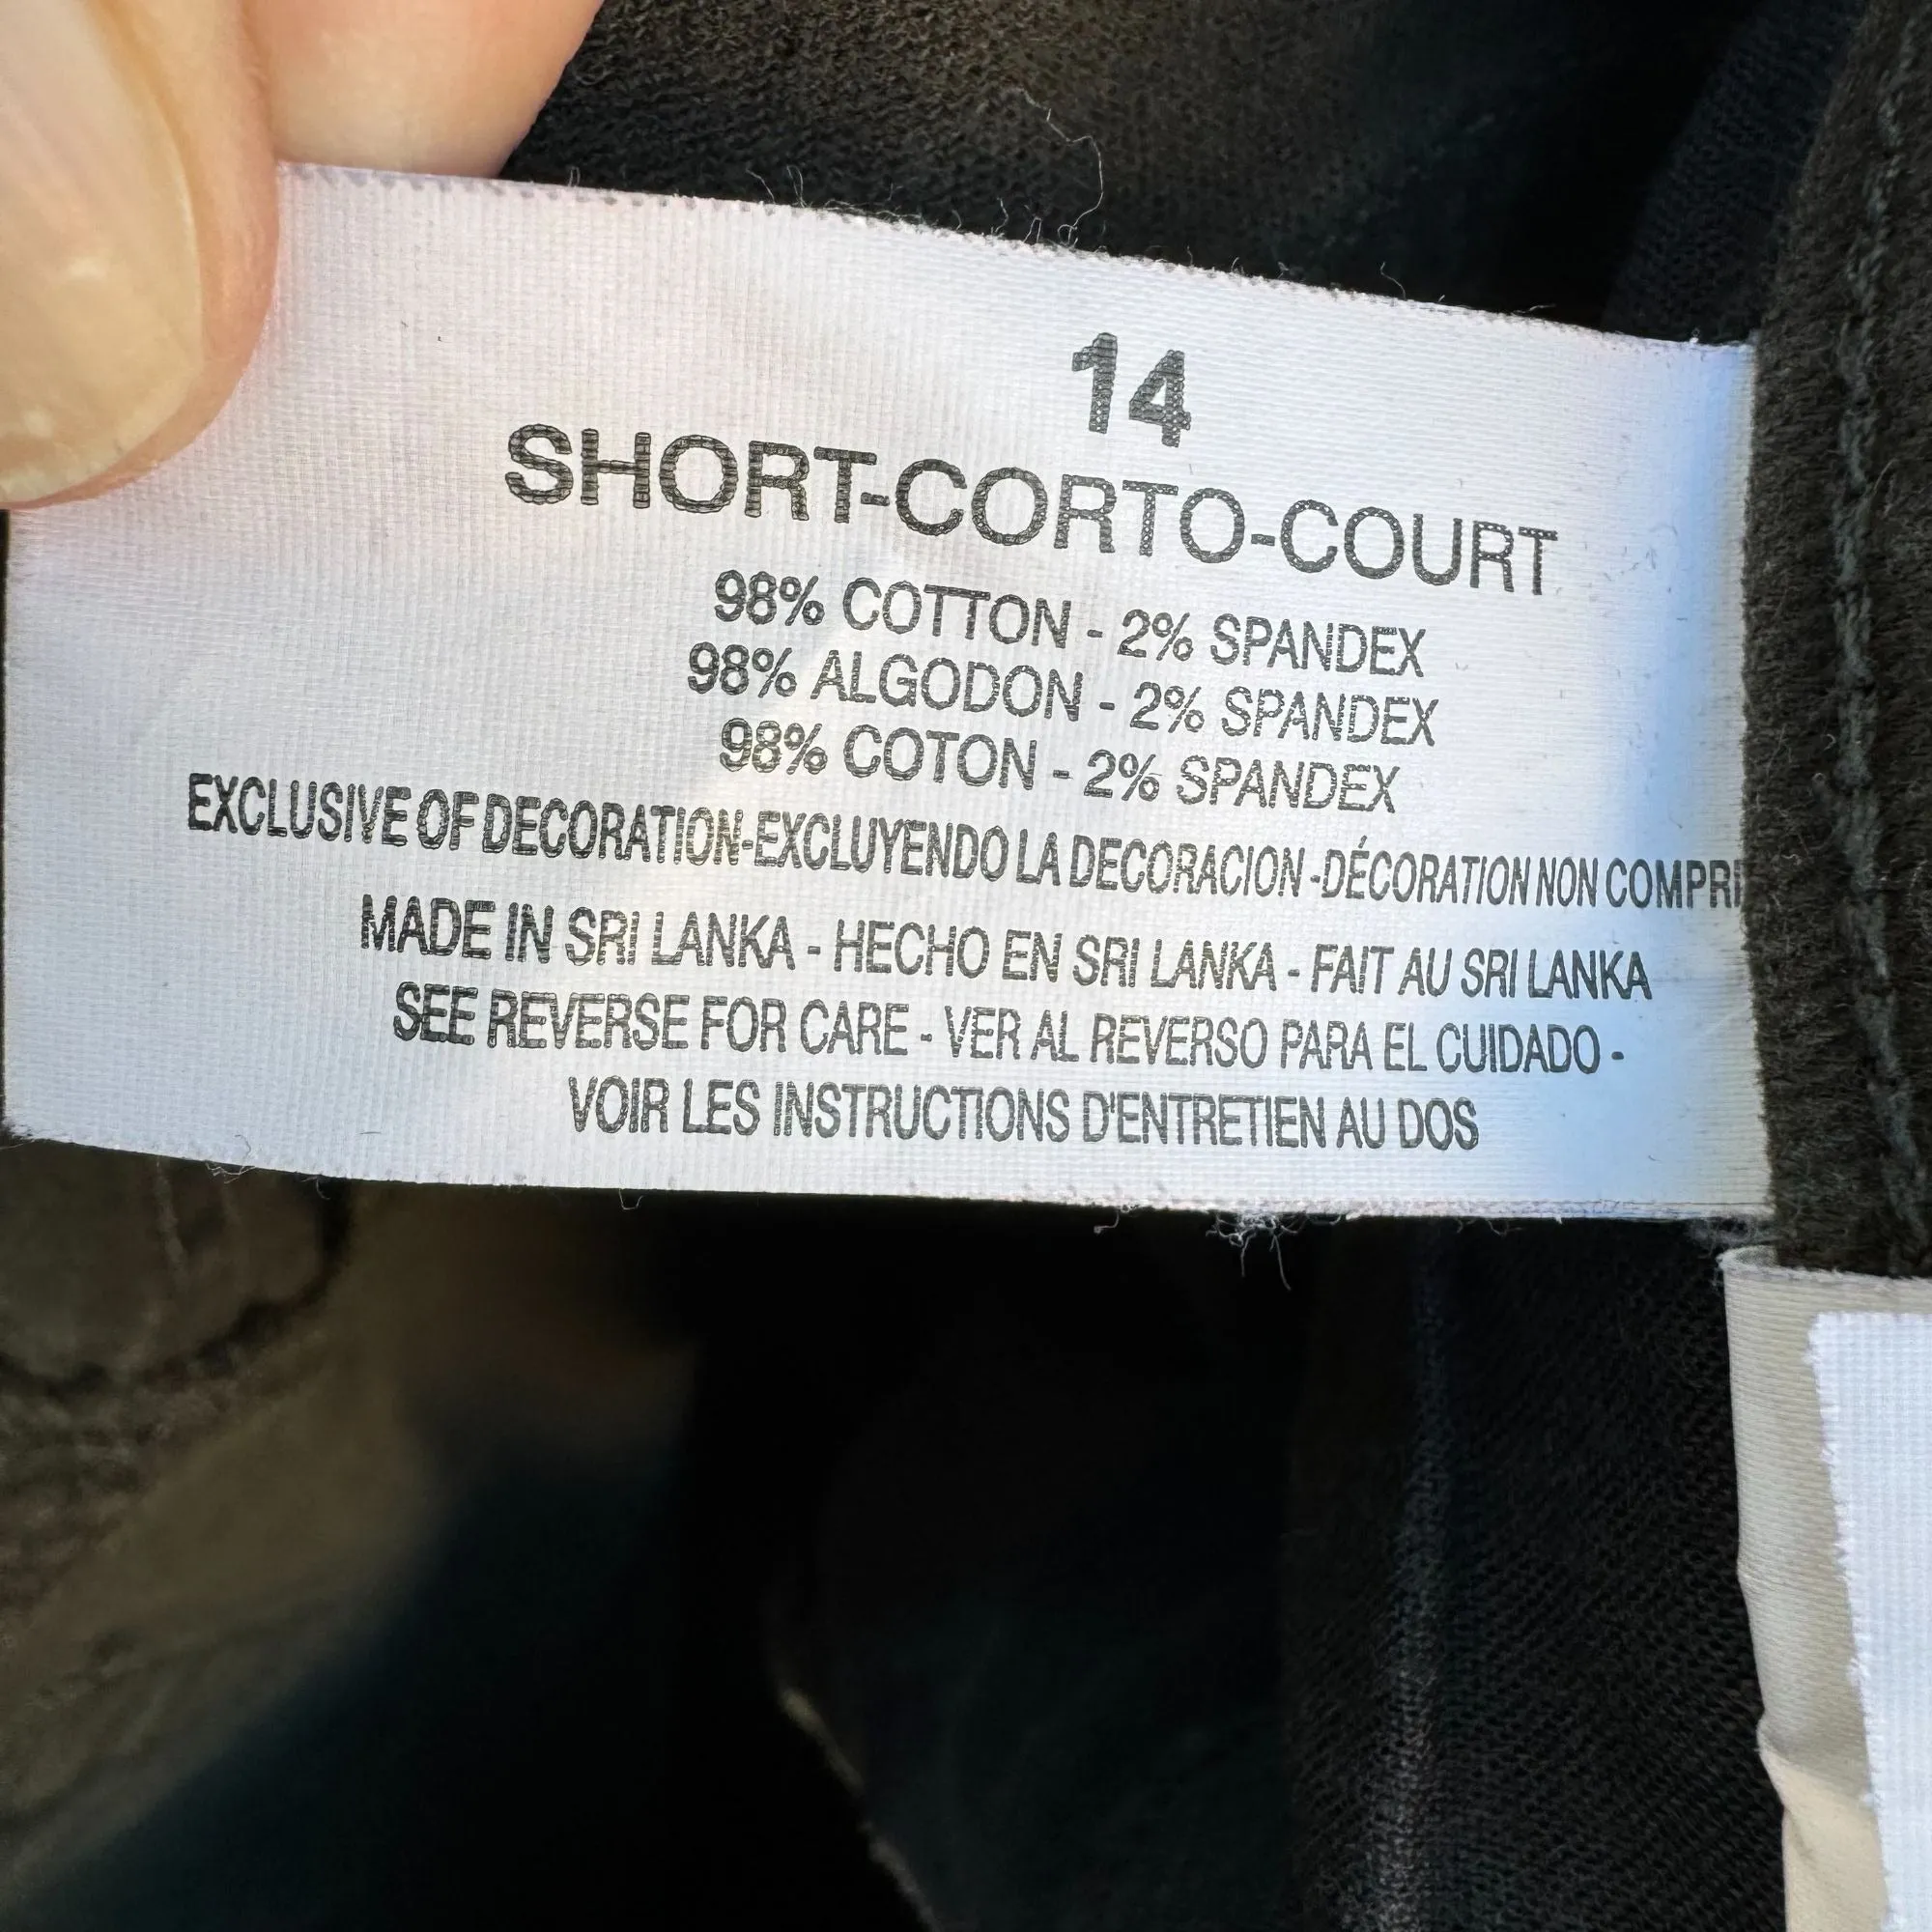 14
SHORT-CORTO-COURT
98% COTTON - 2% SPANDEX
98% ALGODON - 2% SPANDEX
98% COTON - 2% SPANDEX
EXCLUSIVE OF DECORATION-EXCLUYENDO LA DECORACION -DÉCORATION NON COMPRI
MADE IN SRI LANKA - HECHO EN SRI LANKA - FAIT AU SRI LANKA
SEE REVERSE FOR CARE - VER AL REVERSO PARA EL CUIDADO -
VOIR LES INSTRUCTIONS D'ENTRETIEN AU DOS